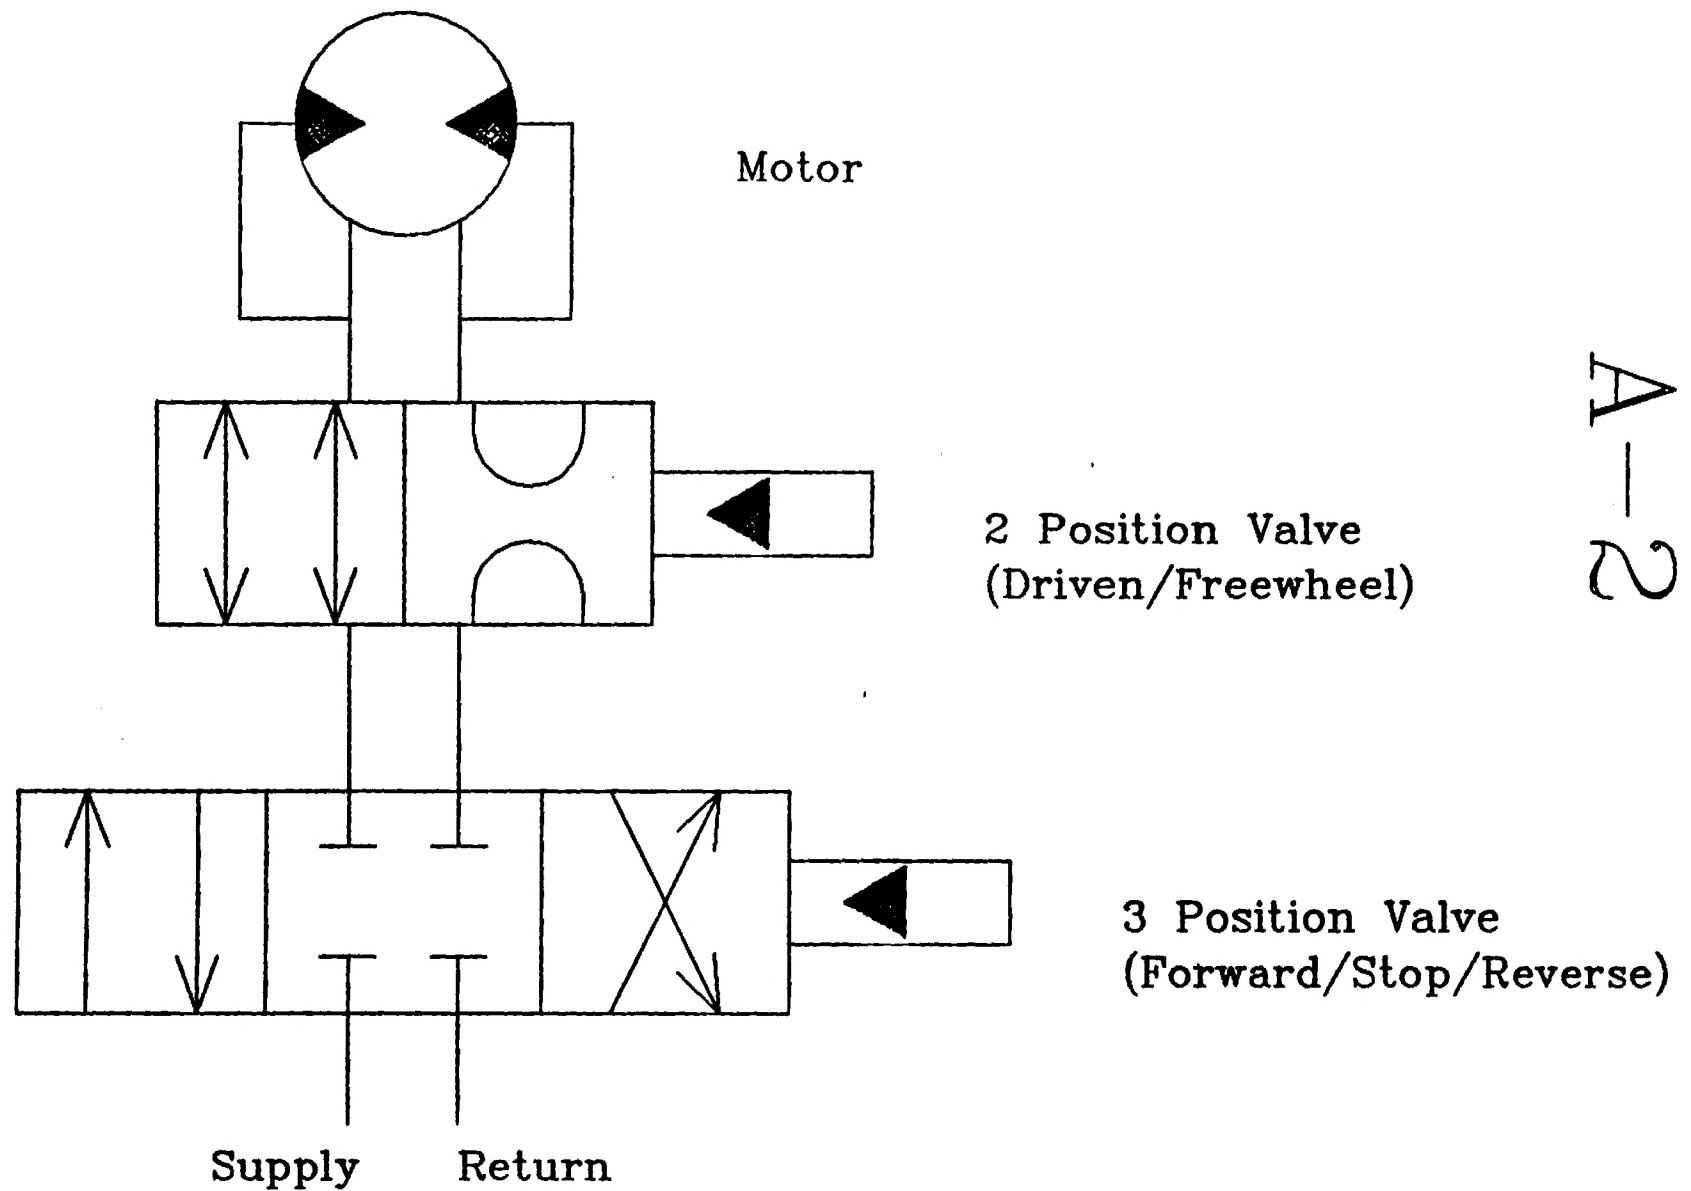 Motor
2 Position Valve
(Driven/Freewheel)
3 Position Valve
(Forward/Stop/Reverse)
Supply Return
A-2